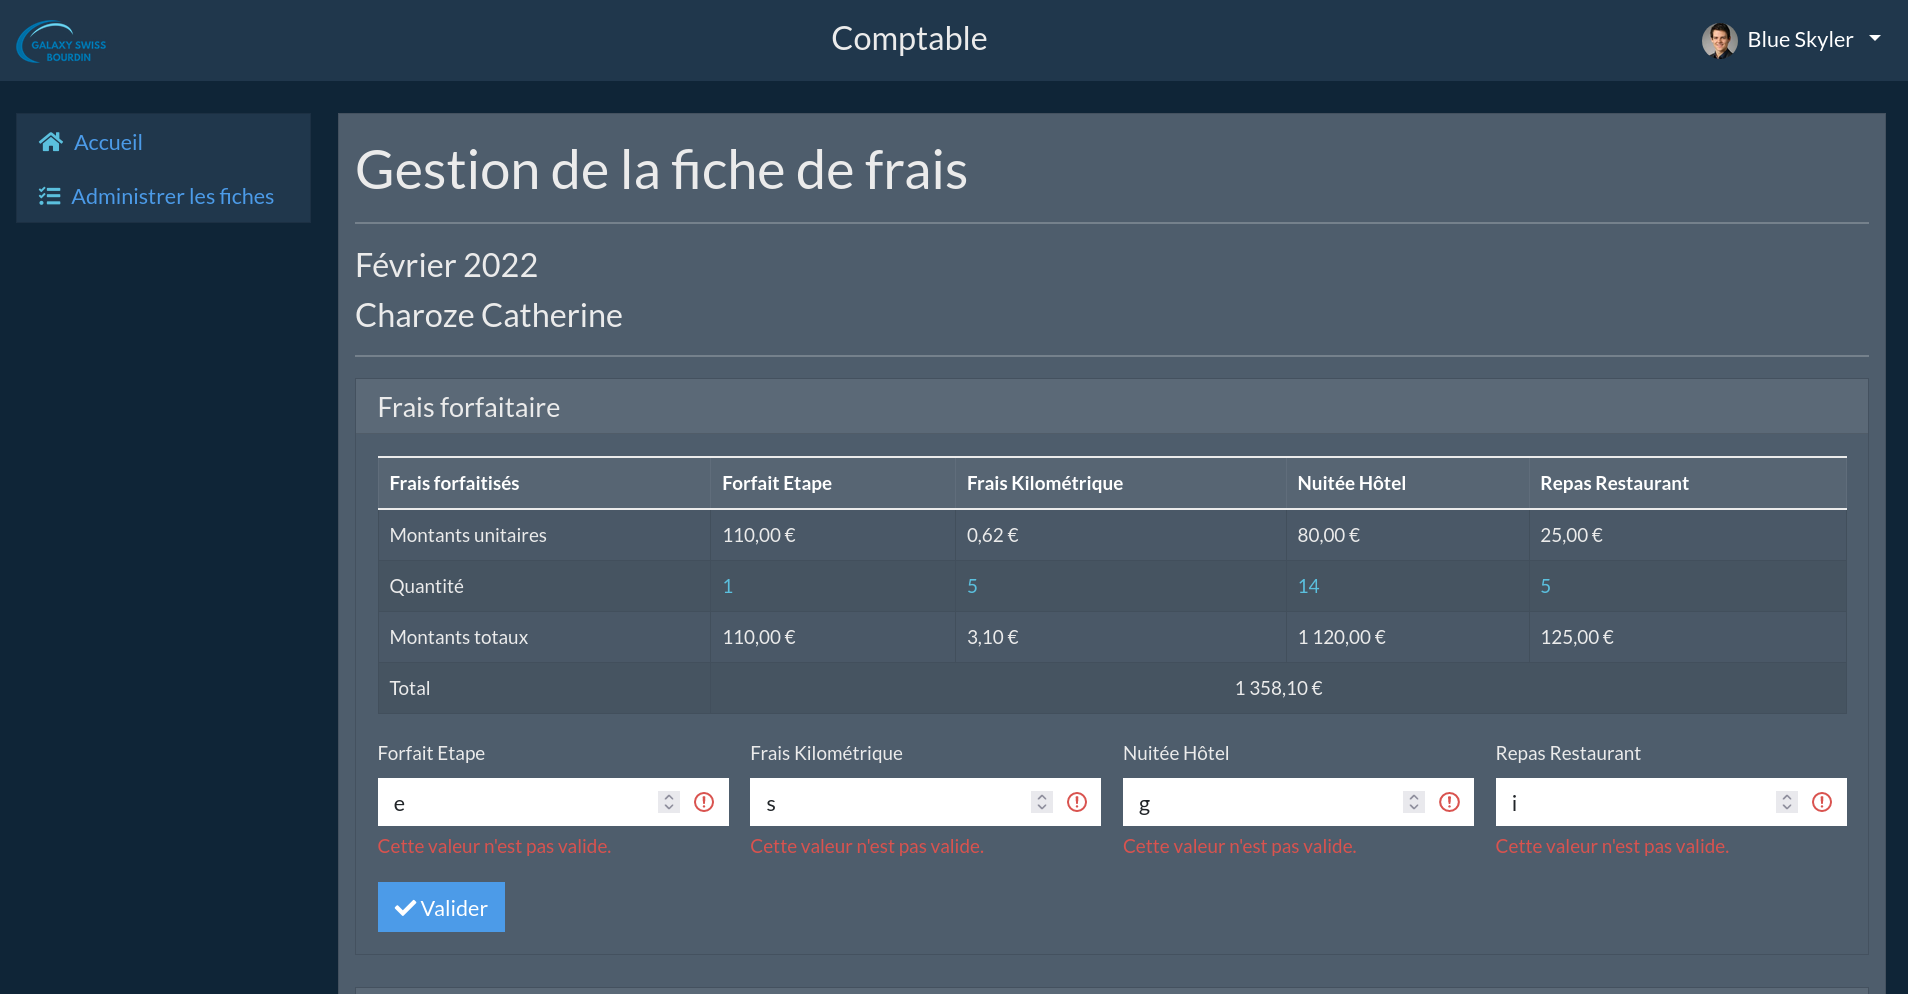 GALAXY SWISS
BOURDIN
Comptable
Blue Skyler
Accueil
Administrer les fiches
Gestion de la fiche de frais
Février 2022
Charoze Catherine
Frais forfaitaire
Frais forfaitisés Forfait Etape Frais Kilométrique Nuitée Hôtel Repas Restaurant
Montants unitaires 110,00 € 0,62 € 80,00 € 25,00 €
Quantité 1 5 14 5
Montants totaux 110,00 € 3,10 € 1 120,00 € 125,00 €
Total 1 358,10 €
Forfait Etape Frais Kilométrique Nuitée Hôtel Repas Restaurant
e s g i
Cette valeur n'est pas valide. Cette valeur n'est pas valide. Cette valeur n'est pas valide. Cette valeur n'est pas valide.
Valider